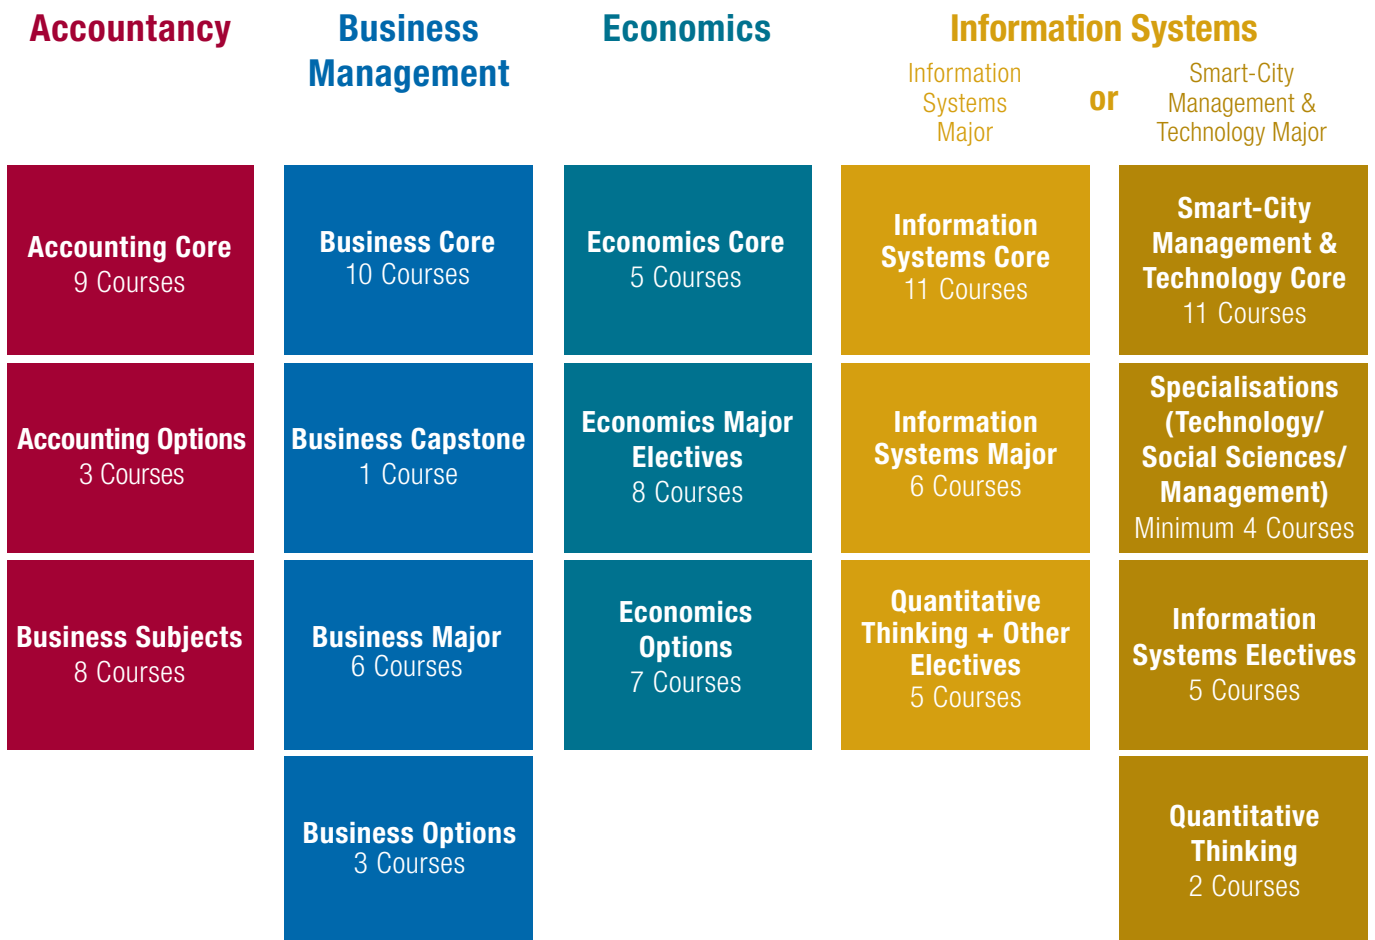 Accountancy
Business
Management
Economics
Information Systems
Information
Systems
Major
or
Smart-City
Management &
Technology Major
Accounting Core
9 Courses
Business Core
10 Courses
Economics Core
5 Courses
Information
Systems Core
11 Courses
Smart-City
Management &
Technology Core
11 Courses
Accounting Options
3 Courses
Business Capstone
1 Course
Economics Major
Electives
8 Courses
Information
Systems Major
6 Courses
Specialisations
(Technology/
Social Sciences/
Management)
Minimum 4 Courses
Business Subjects
8 Courses
Business Major
6 Courses
Economics
Options
7 Courses
Quantitative
Thinking + Other
Electives
5 Courses
Information
Systems Electives
5 Courses
Business Options
3 Courses
Quantitative
Thinking
2 Courses